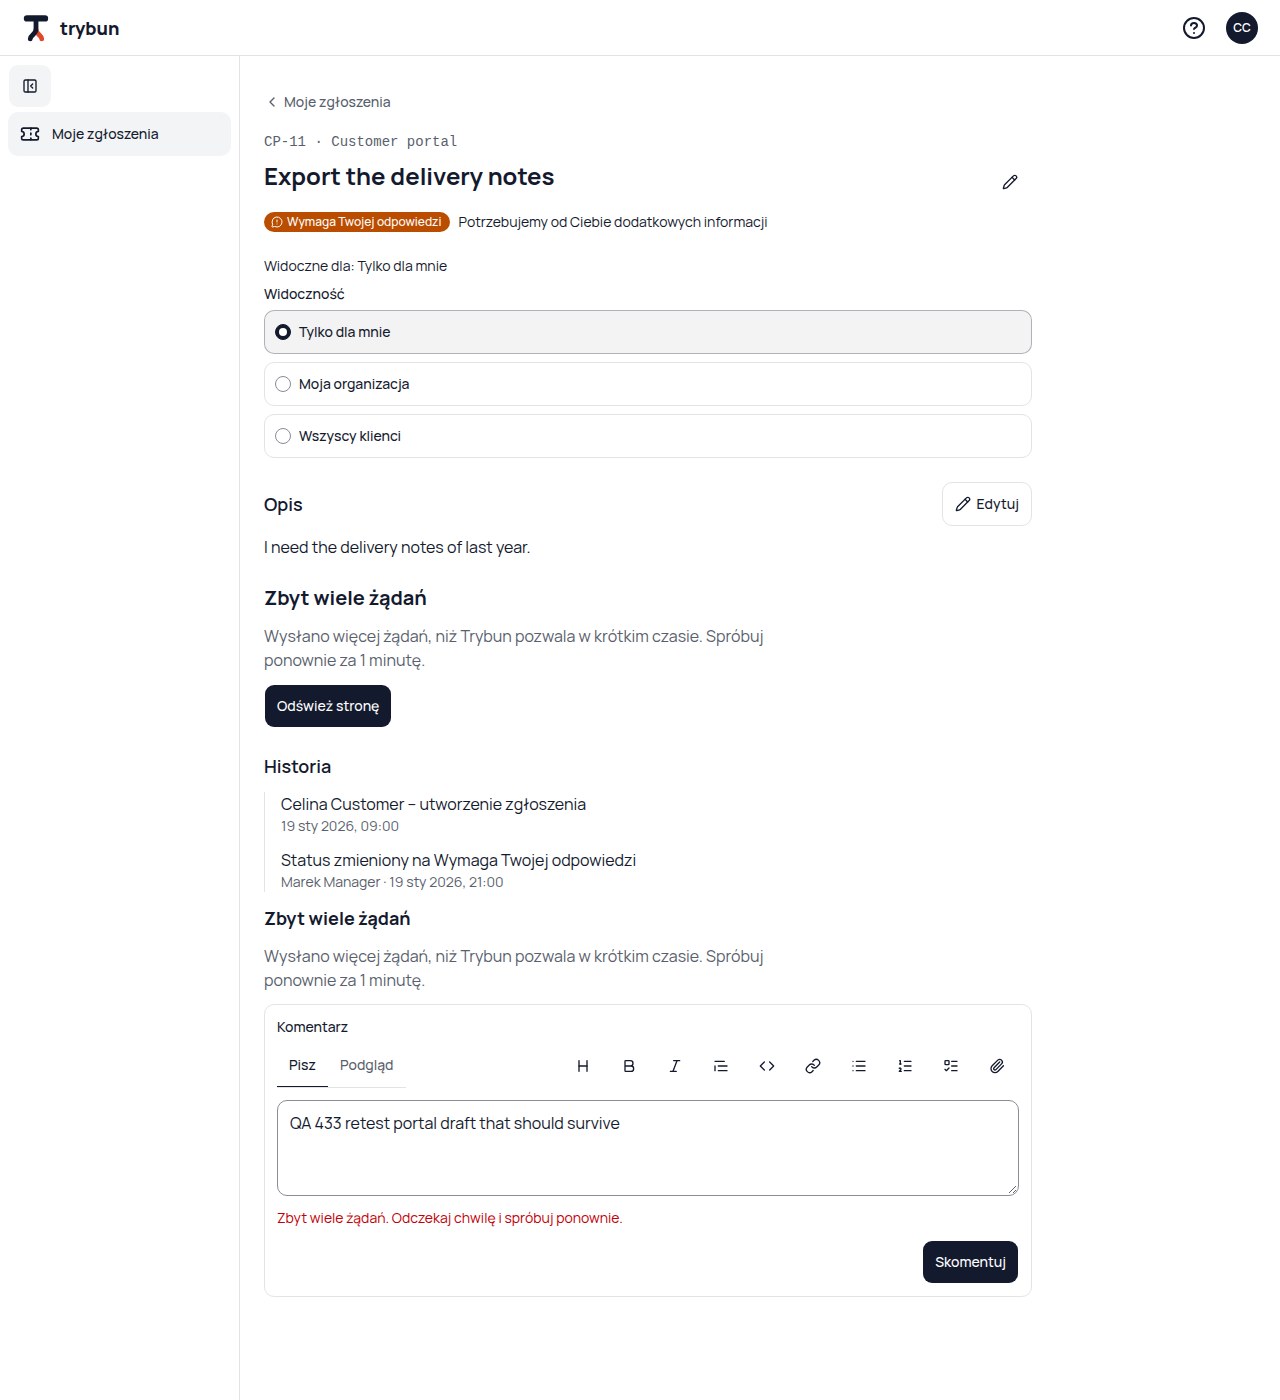 trybun
CC
Moje zgłoszenia
Moje zgłoszenia
CP-11 · Customer portal
Export the delivery notes
Wymaga Twojej odpowiedzi Potrzebujemy od Ciebie dodatkowych informacji
Widoczne dla: Tylko dla mnie
Widoczność
Tylko dla mnie
Moja organizacja
Wszyscy klienci
Opis
Edytuj
I need the delivery notes of last year.
Zbyt wiele żądań
Wysłano więcej żądań, niż Trybun pozwala w krótkim czasie. Spróbuj
ponownie za 1 minutę.
Odśwież stronę
Historia
Celina Customer – utworzenie zgłoszenia
19 sty 2026, 09:00
Status zmieniony na Wymaga Twojej odpowiedzi
Marek Manager · 19 sty 2026, 21:00
Zbyt wiele żądań
Wysłano więcej żądań, niż Trybun pozwala w krótkim czasie. Spróbuj
ponownie za 1 minutę.
Komentarz
Pisz Podgląd
QA 433 retest portal draft that should survive
Zbyt wiele żądań. Odczekaj chwilę i spróbuj ponownie.
Skomentuj